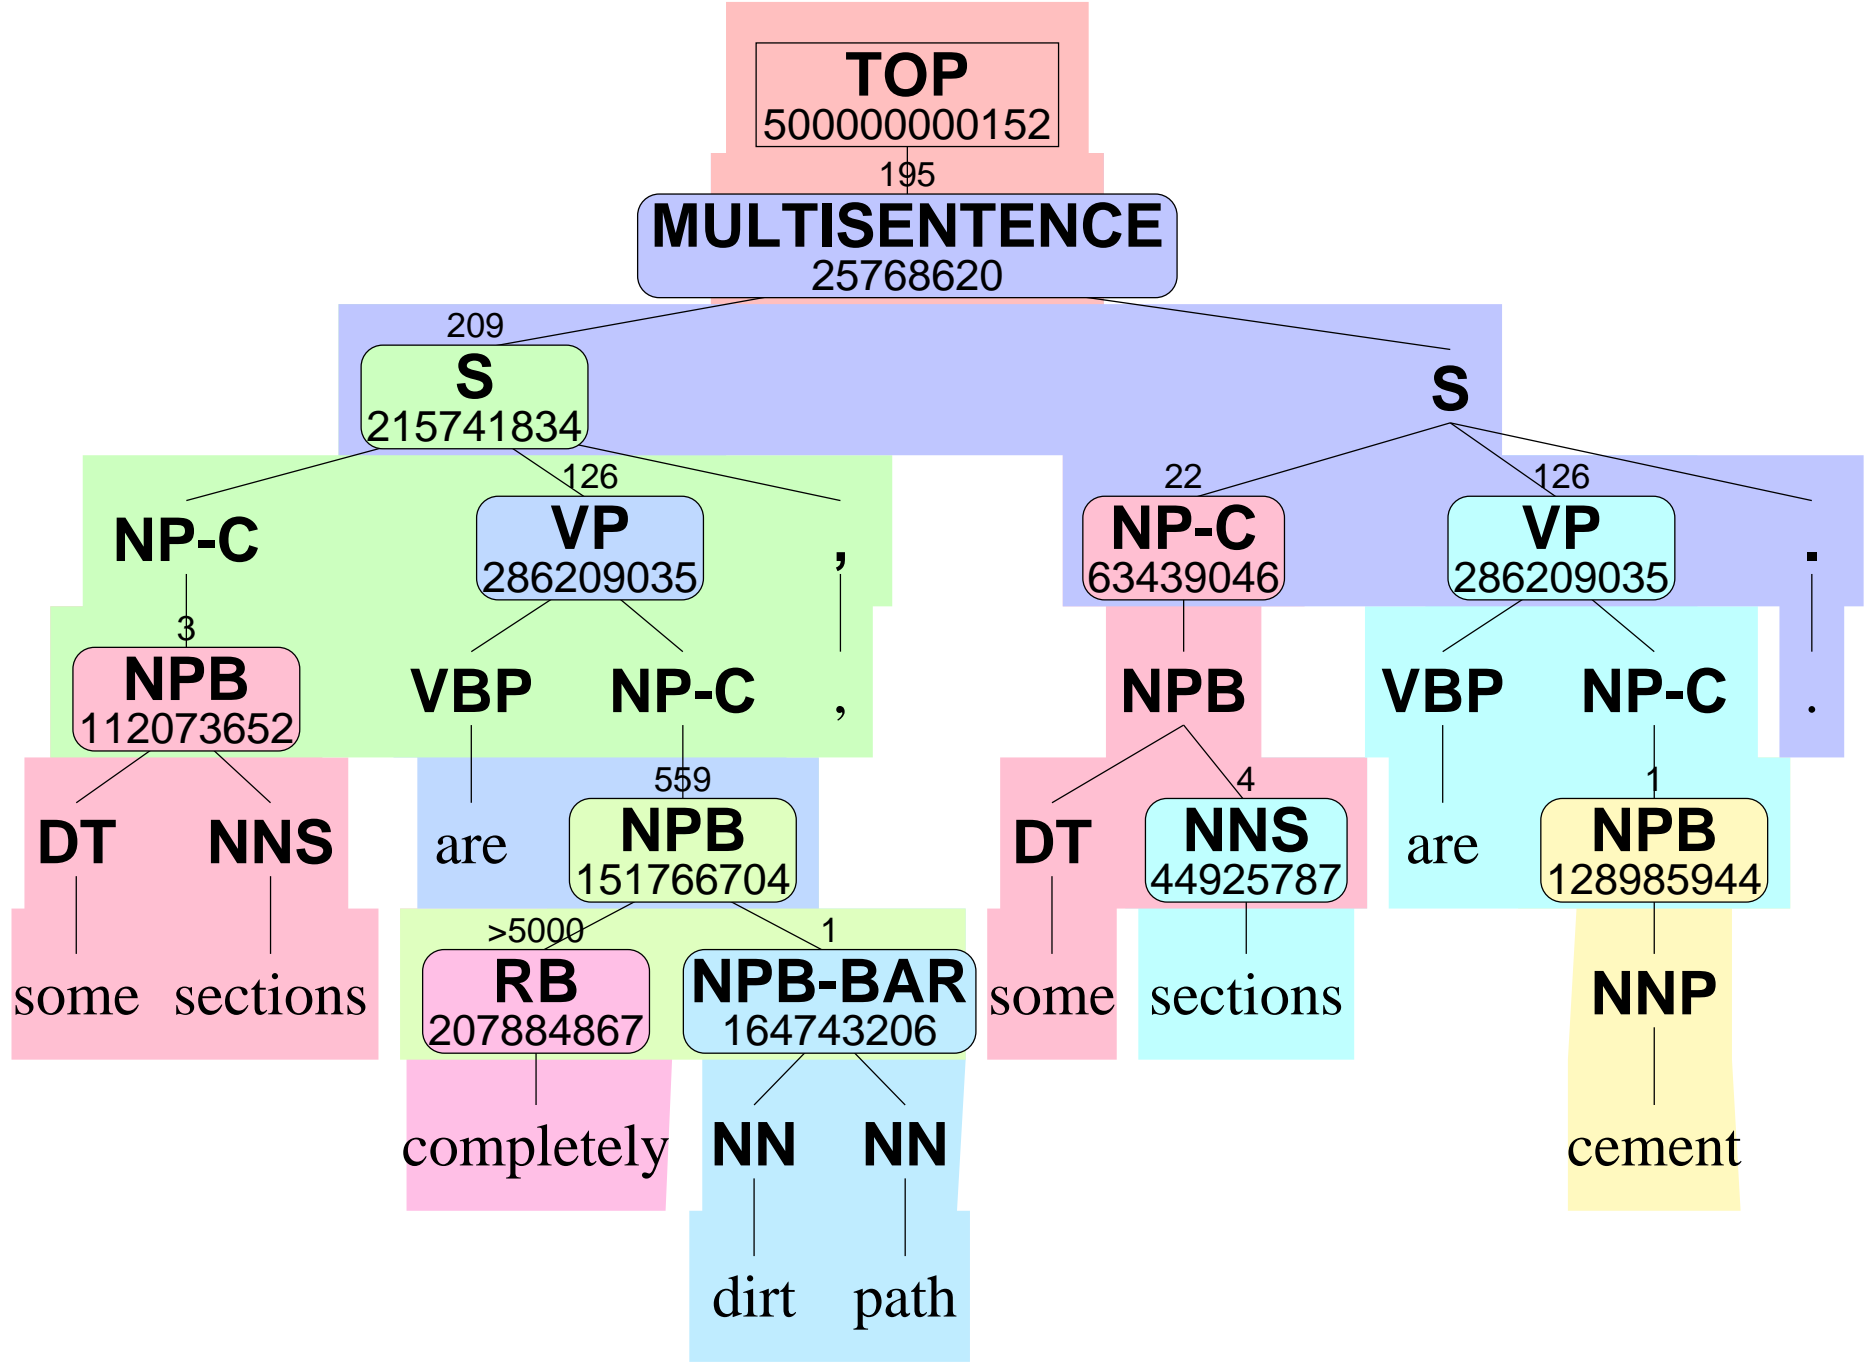 TOP
500000000152
195
MULTISENTENCE
25768620
209
S
215741834
S
126
22
126
NP-C
VP
286209035
,
NP-C
63439046
VP
286209035
.
3
NPB
112073652
VBP
NP-C
,
NPB
VBP
NP-C
.
559
4
1
DT
NNS
are
NPB
151766704
DT
NNS
44925787
are
NPB
128985944
>5000
1
some
sections
RB
207884867
NPB-BAR
164743206
some
sections
NNP
completely
NN
NN
cement
dirt
path